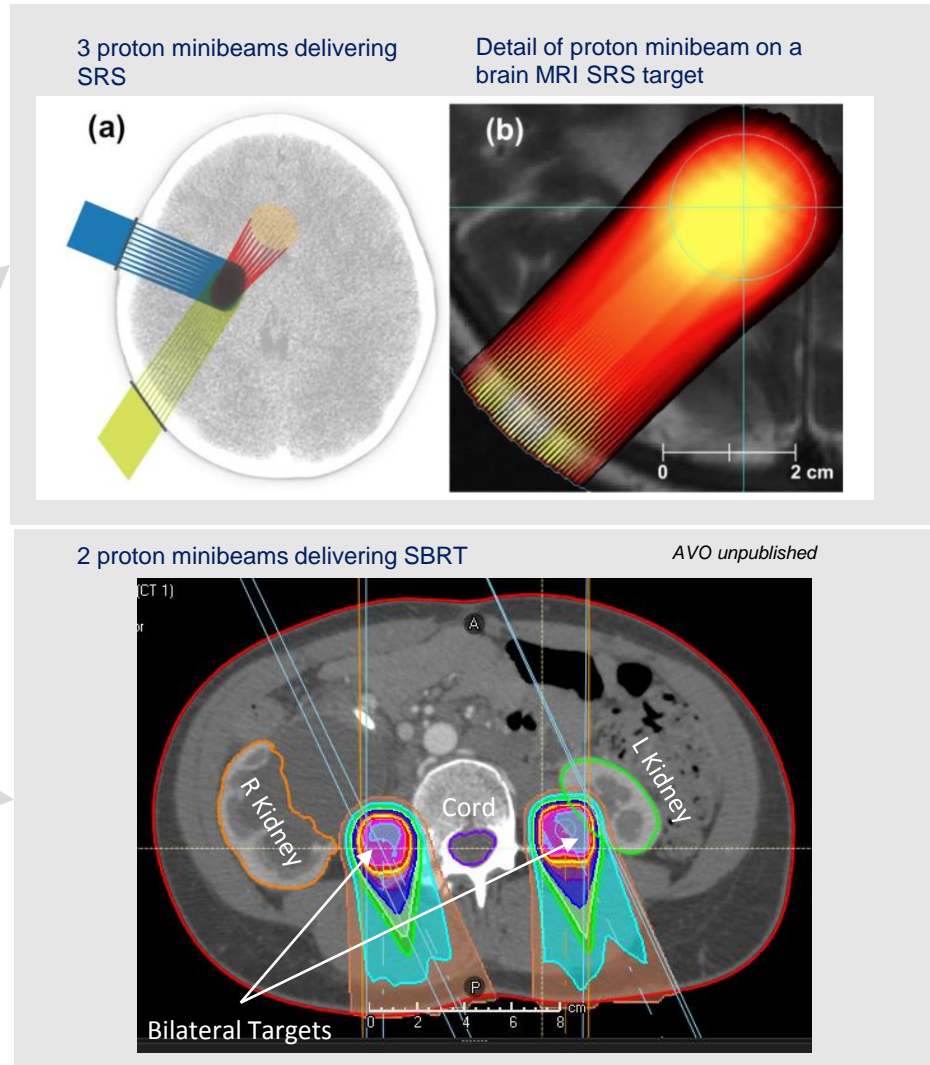 3 proton minibeams delivering
SRS
Detail of proton minibeam on a
brain MRI SRS target
(a)
(b)
0 2 cm
2 proton minibeams delivering SBRT
AVO unpublished
(CT 1)
or
A
R Kidney
Cord
L Kidney
P
0 2 4 6 8 cm
Bilateral Targets